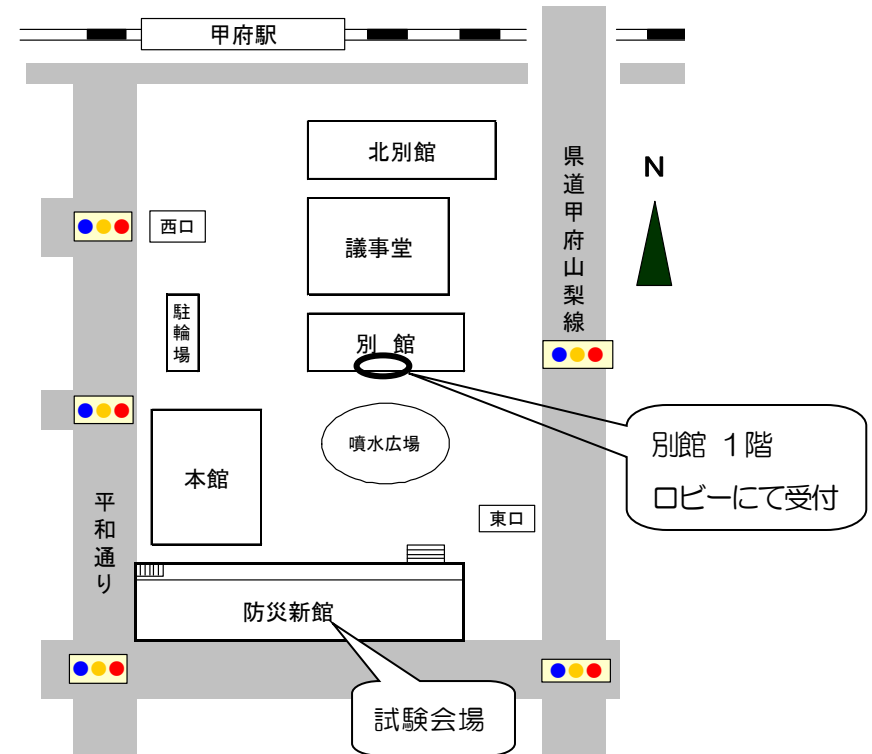 甲府駅
北別館
県道甲府山梨線
N
西口
議事堂
駐輪場
別 館
別館 1階
ロビーにて受付
噴水広場
本館
東口
平和通り
防災新館
試験会場